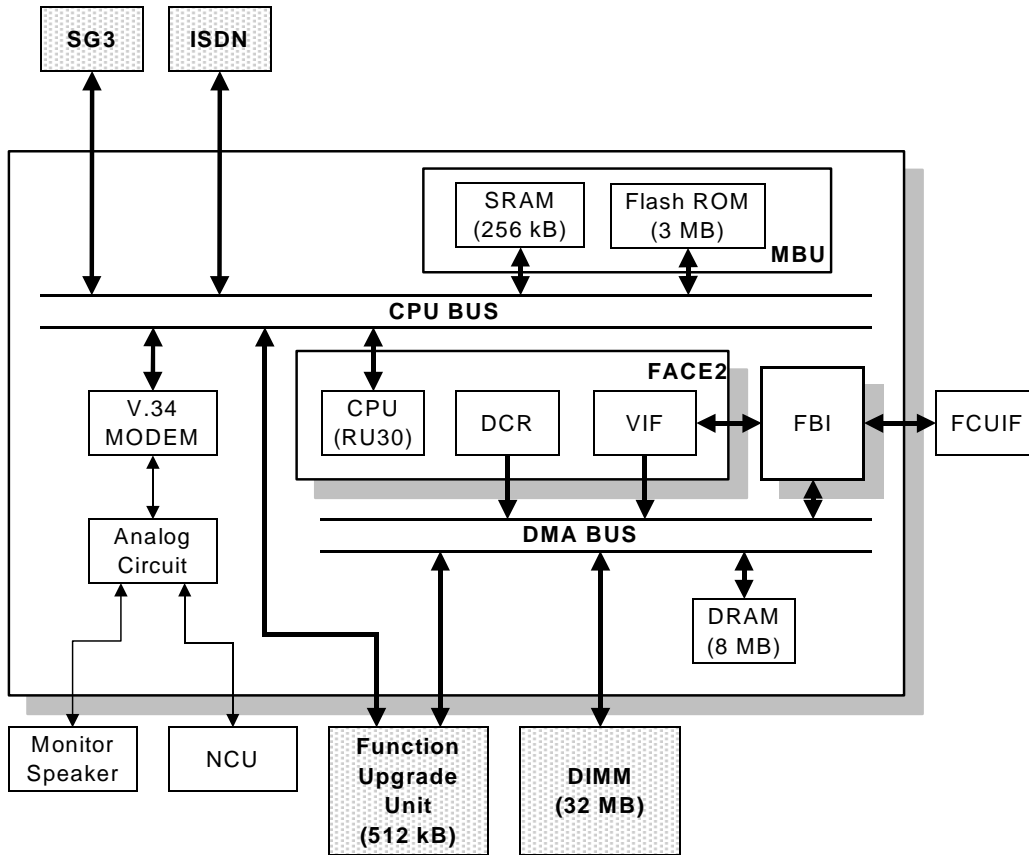 SG3
ISDN
SRAM
(256 kB)
Flash ROM
(3 MB)
MBU
CPU BUS
FACE2
V.34
MODEM
CPU
(RU30)
DCR
VIF
FBI
FCUIF
DMA BUS
Analog
Circuit
DRAM
(8 MB)
Monitor
Speaker
NCU
Function
Upgrade
Unit
(512 kB)
DIMM
(32 MB)